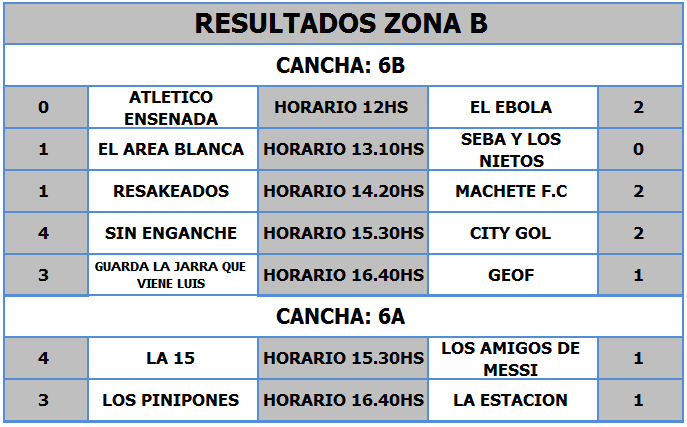 RESULTADOS ZONA B
CANCHA: 6B
0 ATLETICO ENSENADA HORARIO 12HS EL EBOLA 2
1 EL AREA BLANCA HORARIO 13.10HS SEBA Y LOS NIETOS 0
1 RESAKEADOS HORARIO 14.20HS MACHETE F.C 2
4 SIN ENGANCHE HORARIO 15.30HS CITY GOL 2
3 GUARDA LA JARRA QUE VIENE LUIS HORARIO 16.40HS GEOF 1
CANCHA: 6A
4 LA 15 HORARIO 15.30HS LOS AMIGOS DE MESSI 1
3 LOS PINIPONES HORARIO 16.40HS LA ESTACION 1